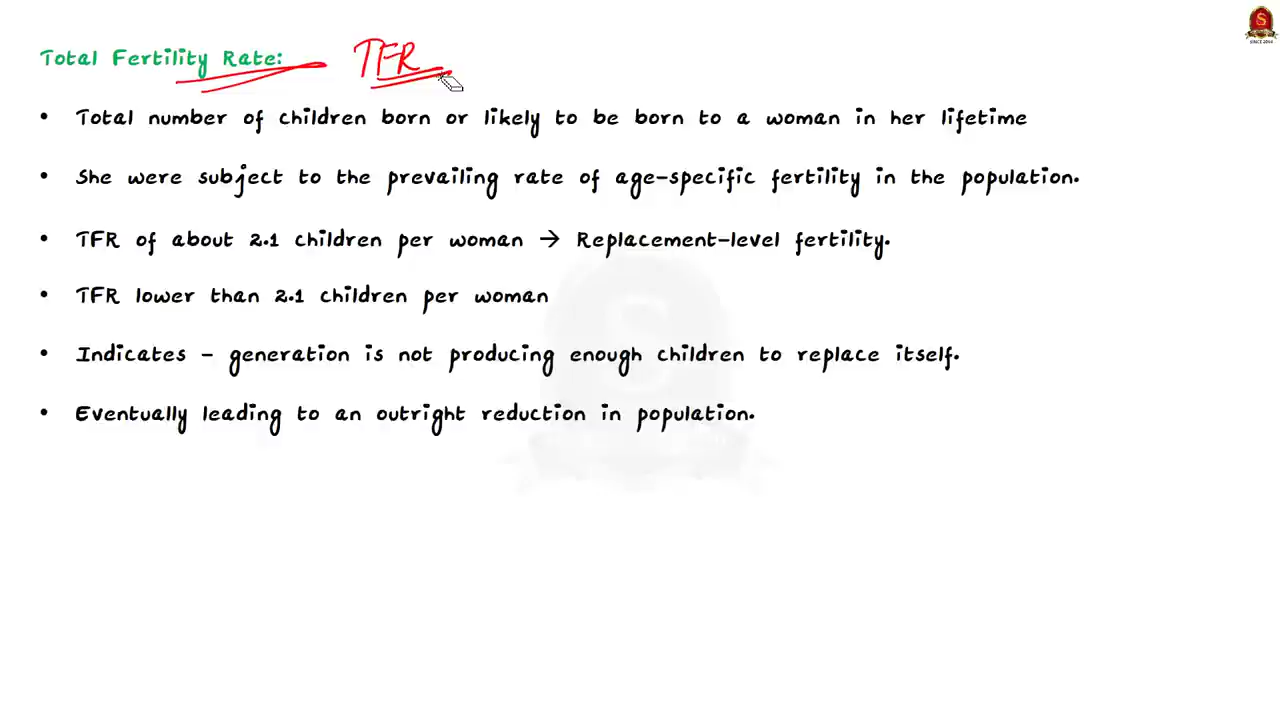 Total Fertility Rate: TFR
• Total number of children born or likely to be born to a woman in her lifetime
• She were subject to the prevailing rate of age-specific fertility in the population.
• TFR of about 2.1 children per woman → Replacement-level fertility.
• TFR lower than 2.1 children per woman
• Indicates - generation is not producing enough children to replace itself.
• Eventually leading to an outright reduction in population.
S
S